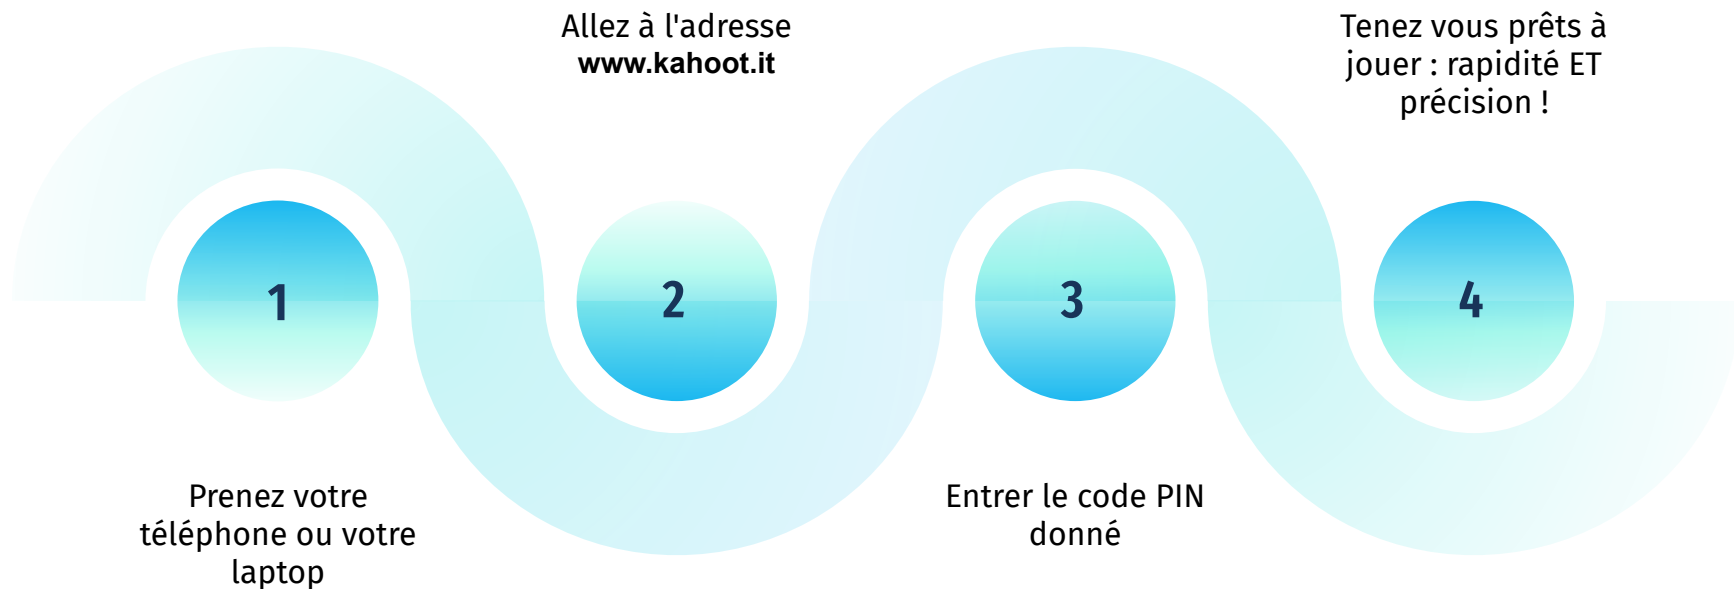 1
Prenez votre
téléphone ou votre
laptop
2
Allez à l'adresse
www.kahoot.it
3
Entrer le code PIN
donné
4
Tenez vous prêts à
jouer : rapidité ET
précision !